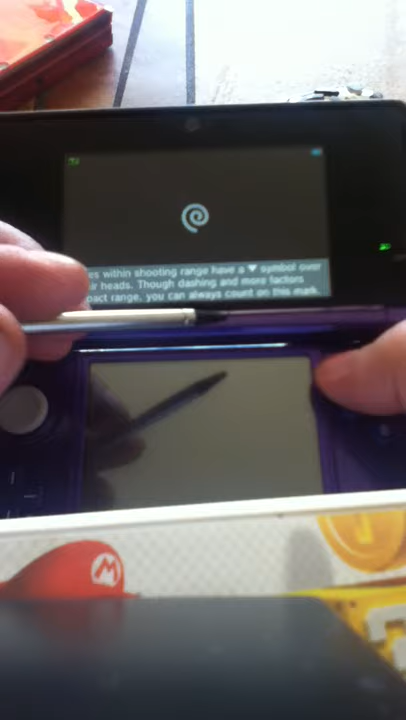 es within shooting range have a ▼ symbol over
ir heads. Though dashing and more factors
pact range, you can always count on this mark.
M